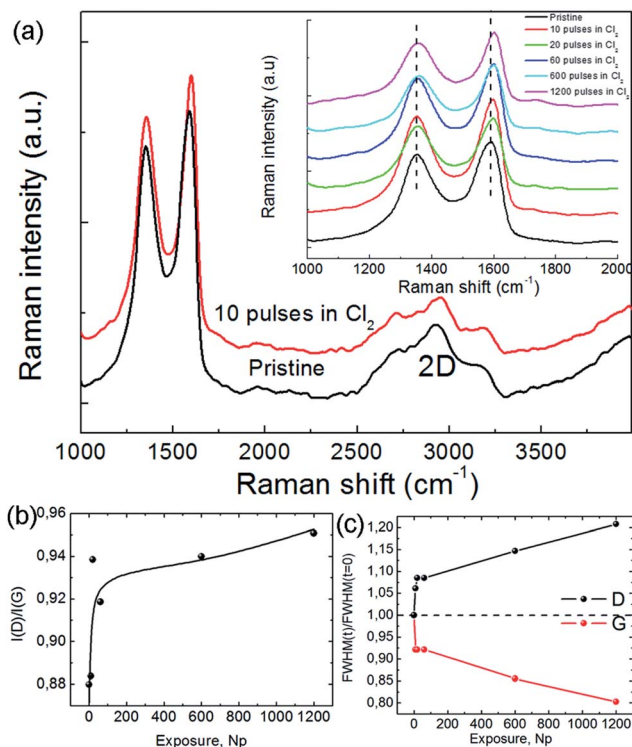 (a)
Raman intensity (a.u.)
10 pulses in Cl2
Pristine
2D
1000 1500 2000 2500 3000 3500
Raman shift (cm-1)
Raman intensity (a.u)
Pristine
10 pulses in Cl2
20 pulses in Cl2
60 pulses in Cl2
600 pulses in Cl2
1200 pulses in Cl2
1000 1200 1400 1600 1800 2000
Raman shift (cm-1)
(b)
I(D)/I(G)
0,96
0,94
0,92
0,90
0,88
0 200 400 600 800 1000 1200
Exposure, Np
(c)
FWHM(t)/FWHM(t=0)
1,20
1,15
1,10
1,05
1,00
0,95
0,90
0,85
0,80
D
G
0 200 400 600 800 1000 1200
Exposure, Np